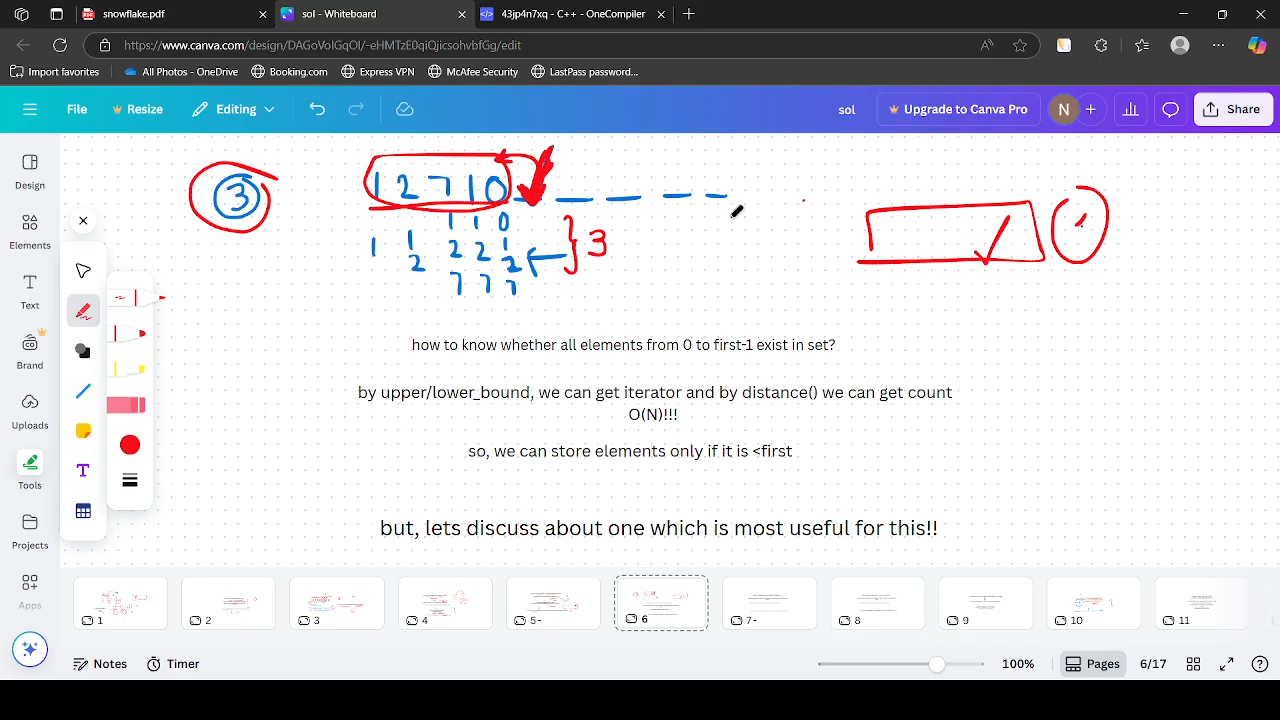 snowflake.pdf
sol - Whiteboard
43jp4n7xq - C++ - OneCompiler
https://www.canva.com/design/DAGoVoIGqOI/-eHMTzE0qiQjicsohvbfGg/edit
Import favorites
All Photos - OneDrive
Booking.com
Express VPN
McAfee Security
LastPass password...
File
Resize
Editing
sol
Upgrade to Canva Pro
N
Share
Design
Elements
Text
Brand
Uploads
Tools
Projects
Apps
T
3
1 2 7 1 0
1 1 0
1 1 2 2 1
2 2
7 7 7
3
1
how to know whether all elements from 0 to first-1 exist in set?
by upper/lower_bound, we can get iterator and by distance() we can get count
O(N)!!!
so, we can store elements only if it is <first
but, lets discuss about one which is most useful for this!!
1
2
3
4
5-
6
7-
8
9
10
11
Notes
Timer
100%
Pages
6/17